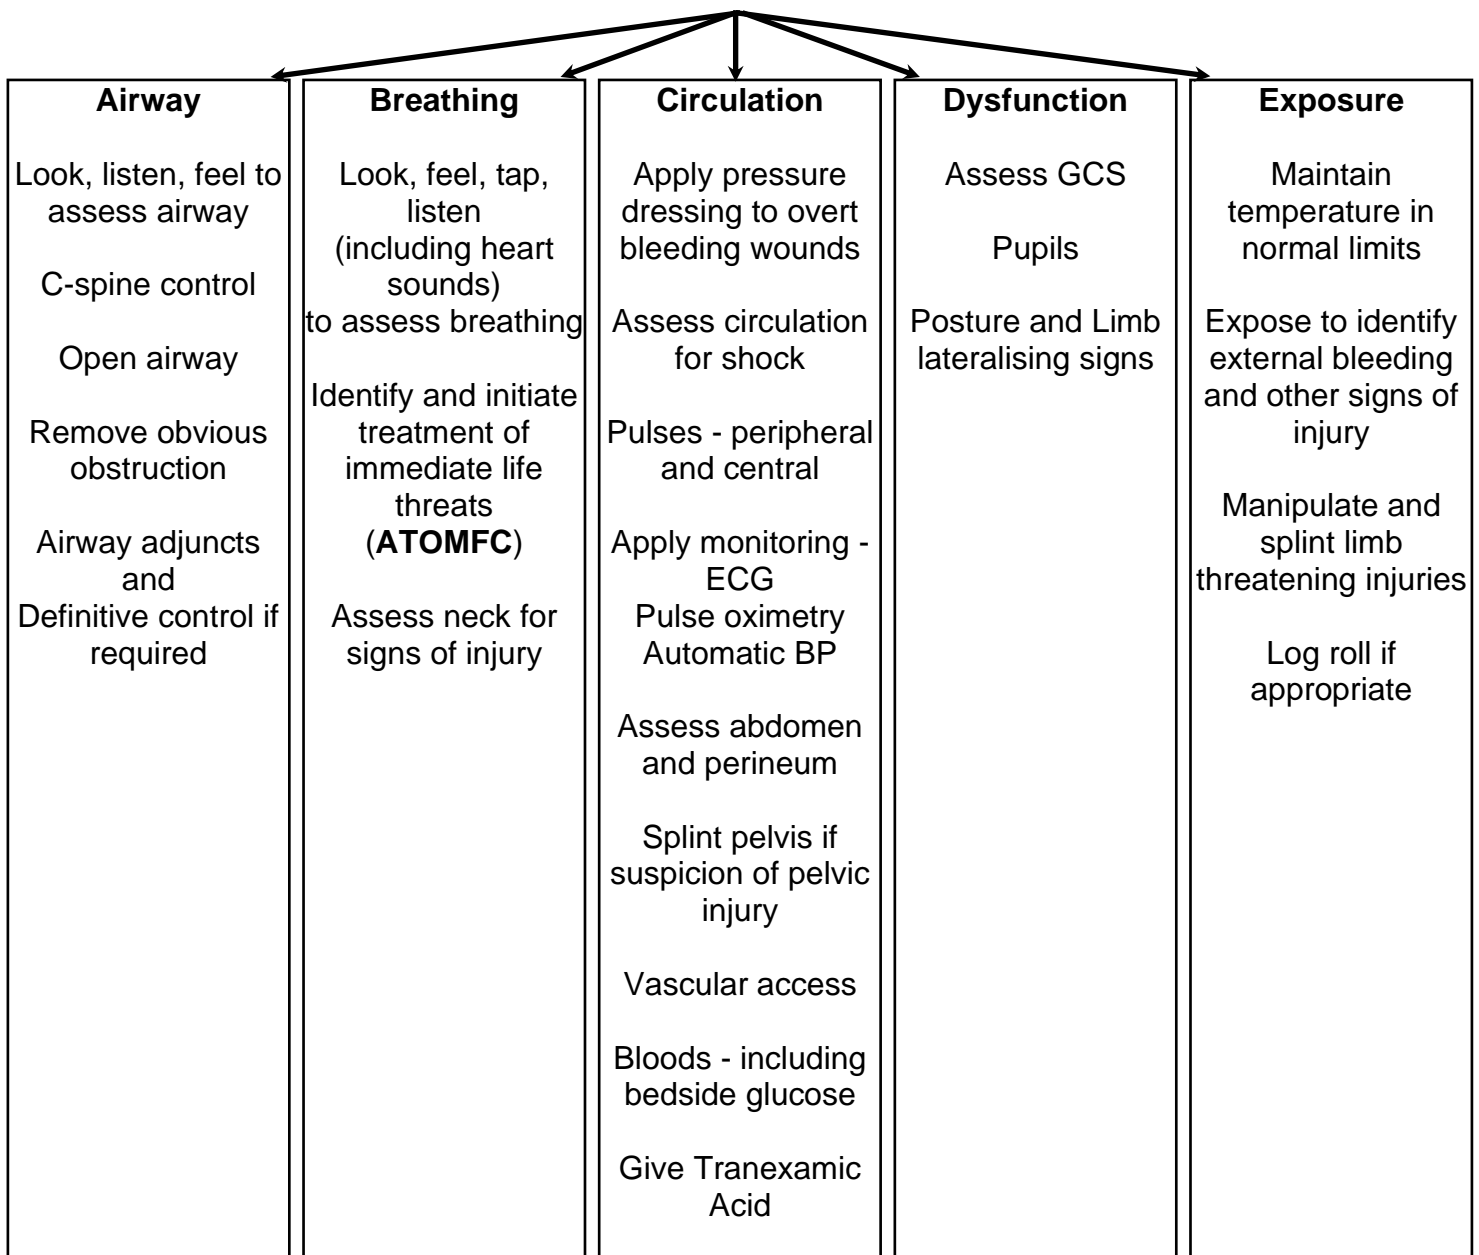 Airway
Look, listen, feel to
assess airway
C-spine control
Open airway
Remove obvious
obstruction
Airway adjuncts
and
Definitive control if
required
Breathing
Look, feel, tap,
listen
(including heart
sounds)
to assess breathing
Identify and initiate
treatment of
immediate life
threats
(ATOMFC)
Assess neck for
signs of injury
Circulation
Apply pressure
dressing to overt
bleeding wounds
Assess circulation
for shock
Pulses - peripheral
and central
Apply monitoring -
ECG
Pulse oximetry
Automatic BP
Assess abdomen
and perineum
Splint pelvis if
suspicion of pelvic
injury
Vascular access
Bloods - including
bedside glucose
Give Tranexamic
Acid
Dysfunction
Assess GCS
Pupils
Posture and Limb
lateralising signs
Exposure
Maintain
temperature in
normal limits
Expose to identify
external bleeding
and other signs of
injury
Manipulate and
splint limb
threatening injuries
Log roll if
appropriate